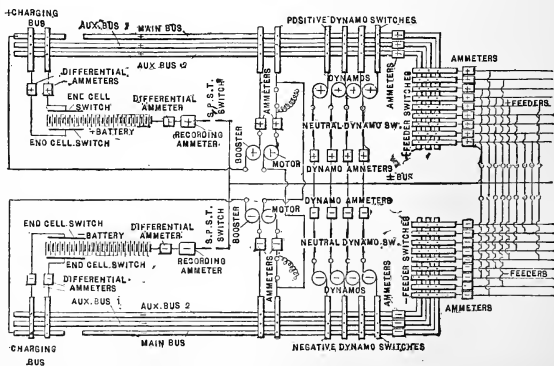 +CHARGING
BUS
AUX. BUS 1
MAIN BUS
POSITIVE DYNAMO SWITCHES
AUX. BUS 2
DIFFERENTIAL
AMMETERS
END CELL
SWITCH
DIFFERENTIAL
AMMETER
+BATTERY
RECORDING
AMMETER
END CELL SWITCH
S.P.S.T.
SWITCH
AMMETERS
BOOSTER
MOTOR
DYNAMOS
NEUTRAL DYNAMO SW.
DYNAMO AMMETERS
AMMETERS
FEEDER SWITCHES
AMMETERS
+FEEDERS
± BUS
DYNAMO AMMETERS
END CELL SWITCH
BATTERY
DIFFERENTIAL
AMMETER
S.P.S.T.
SWITCH
BOOSTER
MOTOR
END CELL SWITCH
RECORDING
AMMETER
DIFFERENTIAL
AMMETERS
AMMETERS
NEUTRAL DYNAMO SW.
DYNAMOS
AMMETERS
FEEDER SWITCHES
FEEDERS
AMMETERS
AUX. BUS 1
AUX. BUS 2
MAIN BUS
CHARGING
BUS
NEGATIVE DYNAMO SWITCHES